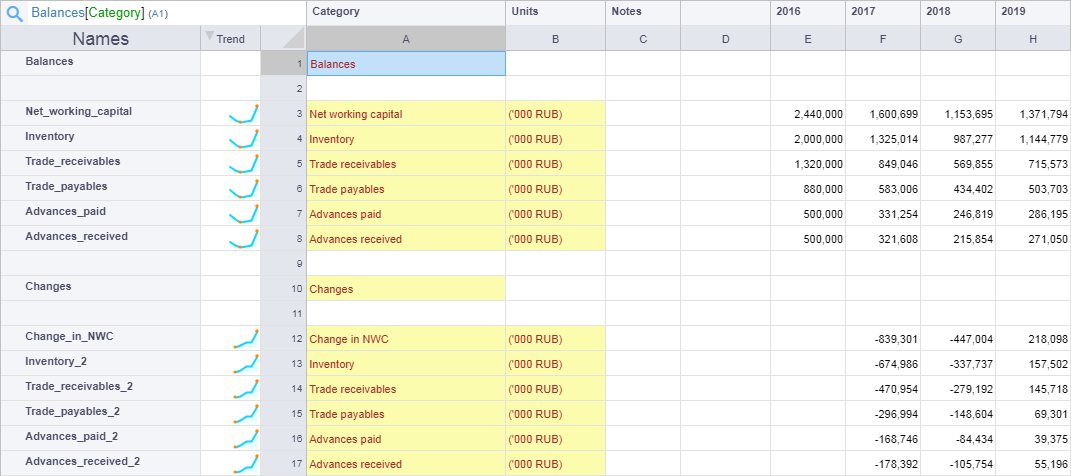 Balances[Category] (A1) Category Units Notes 2016 2017 2018 2019
Names Trend A B C D E F G H
Balances 1 Balances
2
Net_working_capital 3 Net working capital ('000 RUB) 2,440,000 1,600,699 1,153,695 1,371,794
Inventory 4 Inventory ('000 RUB) 2,000,000 1,325,014 987,277 1,144,779
Trade_receivables 5 Trade receivables ('000 RUB) 1,320,000 849,046 569,855 715,573
Trade_payables 6 Trade payables ('000 RUB) 880,000 583,006 434,402 503,703
Advances_paid 7 Advances paid ('000 RUB) 500,000 331,254 246,819 286,195
Advances_received 8 Advances received ('000 RUB) 500,000 321,608 215,854 271,050
9
Changes 10 Changes
11
Change_in_NWC 12 Change in NWC ('000 RUB) -839,301 -447,004 218,098
Inventory_2 13 Inventory ('000 RUB) -674,986 -337,737 157,502
Trade_receivables_2 14 Trade receivables ('000 RUB) -470,954 -279,192 145,718
Trade_payables_2 15 Trade payables ('000 RUB) -296,994 -148,604 69,301
Advances_paid_2 16 Advances paid ('000 RUB) -168,746 -84,434 39,375
Advances_received_2 17 Advances received ('000 RUB) -178,392 -105,754 55,196